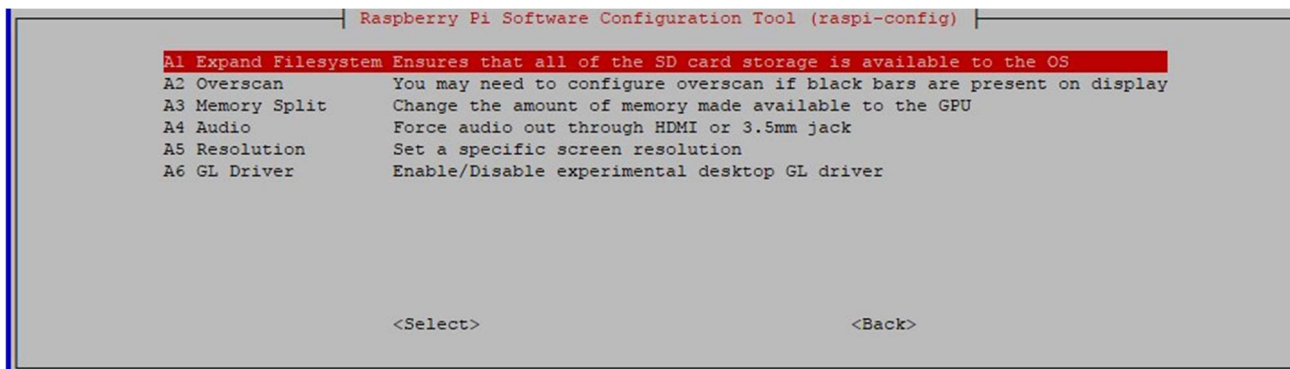 Raspberry Pi Software Configuration Tool (raspi-config)
A1 Expand Filesystem Ensures that all of the SD card storage is available to the OS
A2 Overscan You may need to configure overscan if black bars are present on display
A3 Memory Split Change the amount of memory made available to the GPU
A4 Audio Force audio out through HDMI or 3.5mm jack
A5 Resolution Set a specific screen resolution
A6 GL Driver Enable/Disable experimental desktop GL driver
<Select> <Back>